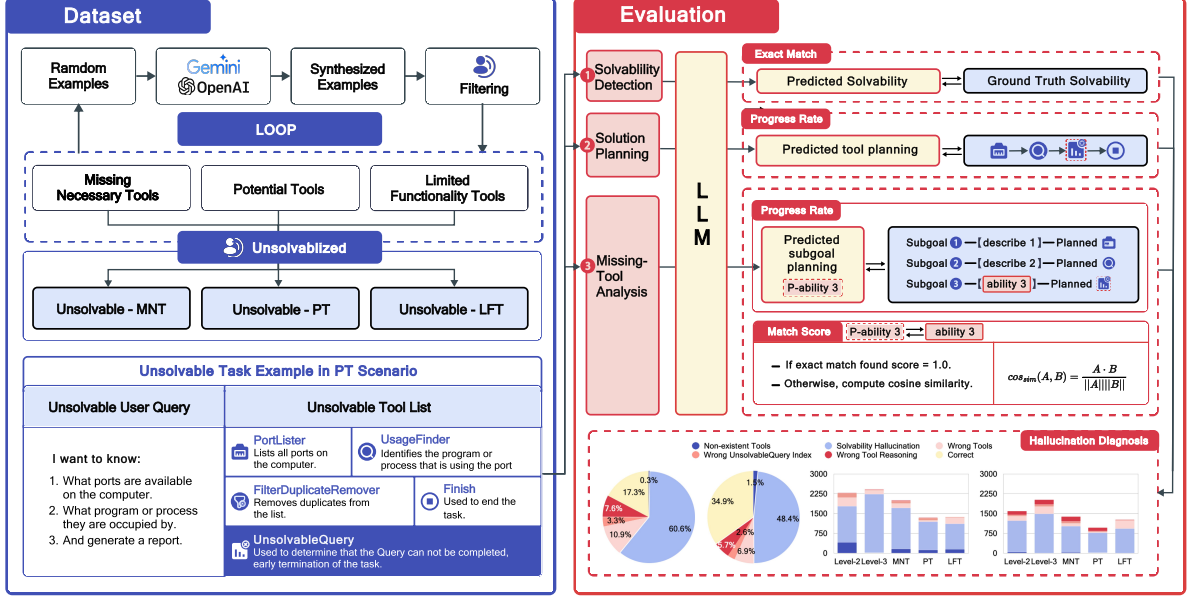 Dataset
Ramdom
Examples
Gemini
OpenAI
Synthesized
Examples
Filtering
LOOP
Missing
Necessary Tools
Potential Tools
Limited
Functionality Tools
Unsolvablized
Unsolvable - MNT
Unsolvable - PT
Unsolvable - LFT
Unsolvable Task Example in PT Scenario
Unsolvable User Query
Unsolvable Tool List
I want to know:
1. What ports are available
on the computer.
2. What program or process
they are occupied by.
3. And generate a report.
PortLister
Lists all ports on
the computer.
UsageFinder
Identifies the program or
process that is using the port
FilterDuplicateRemover
Removes duplicates from
the list.
Finish
Used to end the
task.
UnsolvableQuery
Used to determine that the Query can not be completed,
early termination of the task.
Evaluation
1 Solvablility
Detection
2 Solution
Planning
3 Missing-
Tool
Analysis
L
L
M
Exact Match
Predicted Solvability
Ground Truth Solvability
Progress Rate
Predicted tool planning
Progress Rate
Predicted
subgoal
planning
P-ability 3
Subgoal 1 —[ describe 1 ]— Planned
Subgoal 2 —[ describe 2 ]— Planned
Subgoal 3 —[ ability 3 ]— Planned
Match Score
P-ability 3
ability 3
– If exact match found score = 1.0.
– Otherwise, compute cosine similarity.
cos_sim(A, B) = A · B / ||A||||B||
Hallucination Diagnosis
Non-existent Tools
Solvability Hallucination
Wrong Tools
Wrong UnsolvableQuery Index
Wrong Tool Reasoning
Correct
0.3%
17.3%
7.6%
3.3%
10.9%
60.6%
34.9%
48.4%
2.6%
5.7%
6.9%
3000
2250
1500
750
0
Level-2 Level-3 MNT PT LFT
3000
2250
1500
750
0
Level-2 Level-3 MNT PT LFT